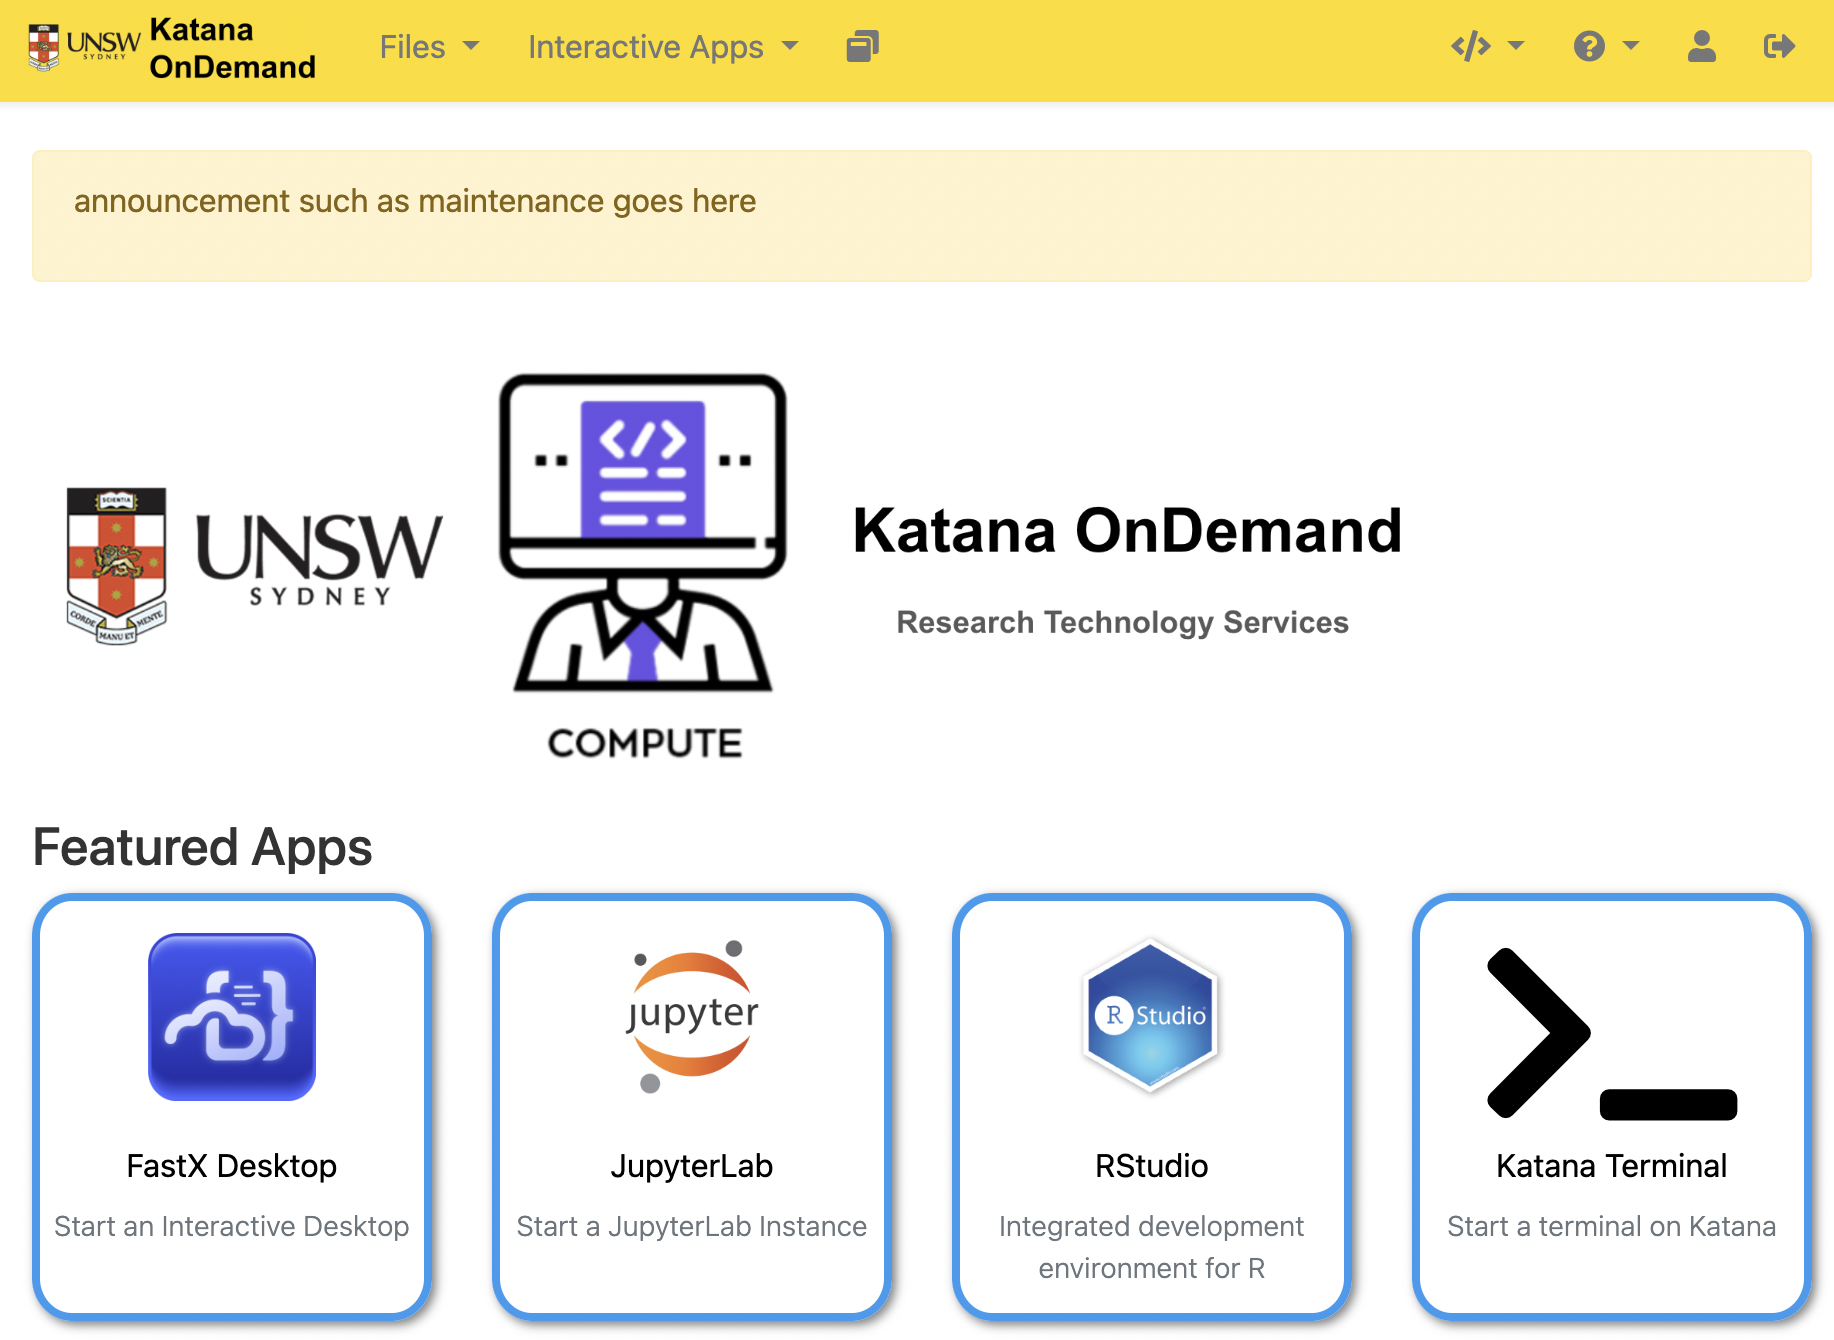 UNSW
SYDNEY
Katana
OnDemand
Files
Interactive Apps
announcement such as maintenance goes here
SCIENTIA
CORDE
MANU ET
MENTE
UNSW
SYDNEY
</>
COMPUTE
Katana OnDemand
Research Technology Services
Featured Apps
FastX Desktop
Start an Interactive Desktop
jupyter
JupyterLab
Start a JupyterLab Instance
R Studio
RStudio
Integrated development
environment for R
Katana Terminal
Start a terminal on Katana